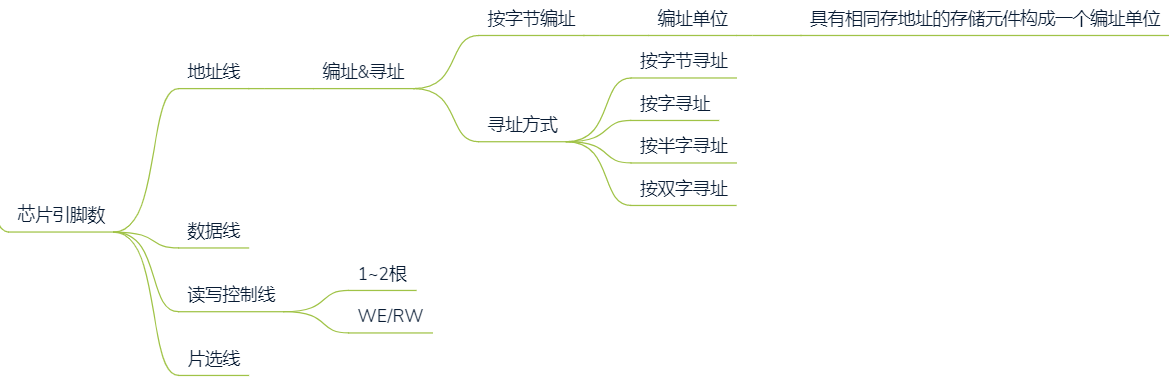 芯片引脚数
地址线
编址&寻址
按字节编址
编址单位
具有相同存地址的存储元件构成一个编址单位
寻址方式
按字节寻址
按字寻址
按半字寻址
按双字寻址
数据线
读写控制线
1~2根
WE/RW
片选线